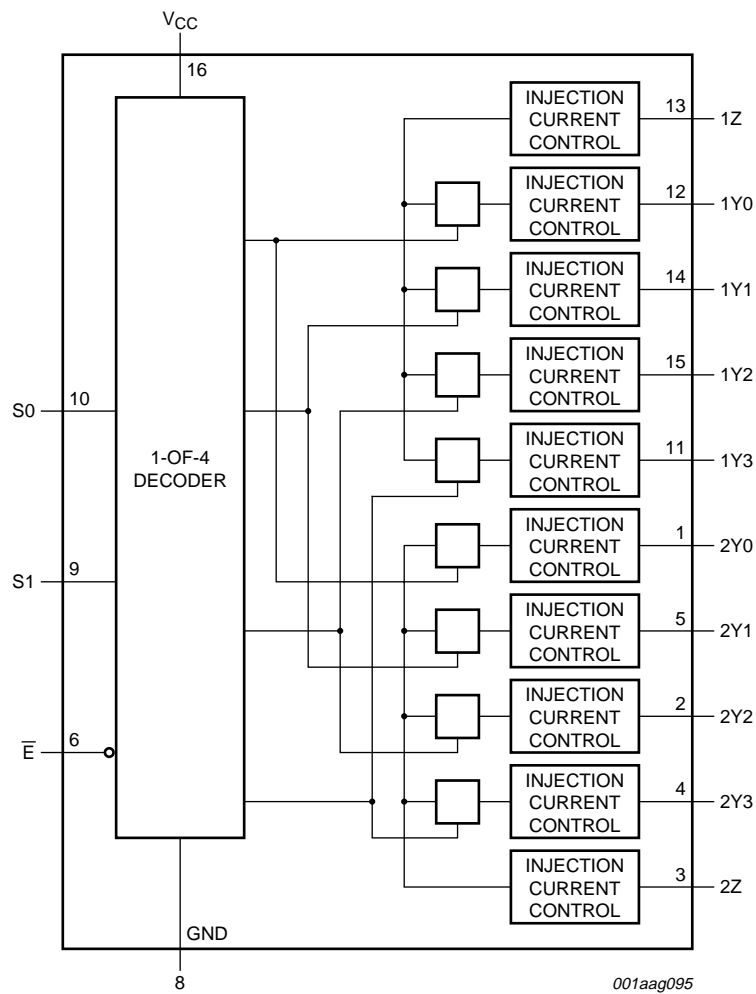 VCC
16
INJECTION
CURRENT
CONTROL
13
1Z
INJECTION
CURRENT
CONTROL
12
1Y0
INJECTION
CURRENT
CONTROL
14
1Y1
INJECTION
CURRENT
CONTROL
15
1Y2
S0
10
1-OF-4
DECODER
INJECTION
CURRENT
CONTROL
11
1Y3
INJECTION
CURRENT
CONTROL
1
2Y0
S1
9
INJECTION
CURRENT
CONTROL
5
2Y1
INJECTION
CURRENT
CONTROL
2
2Y2
E̅
6
INJECTION
CURRENT
CONTROL
4
2Y3
INJECTION
CURRENT
CONTROL
3
2Z
GND
8
001aag095